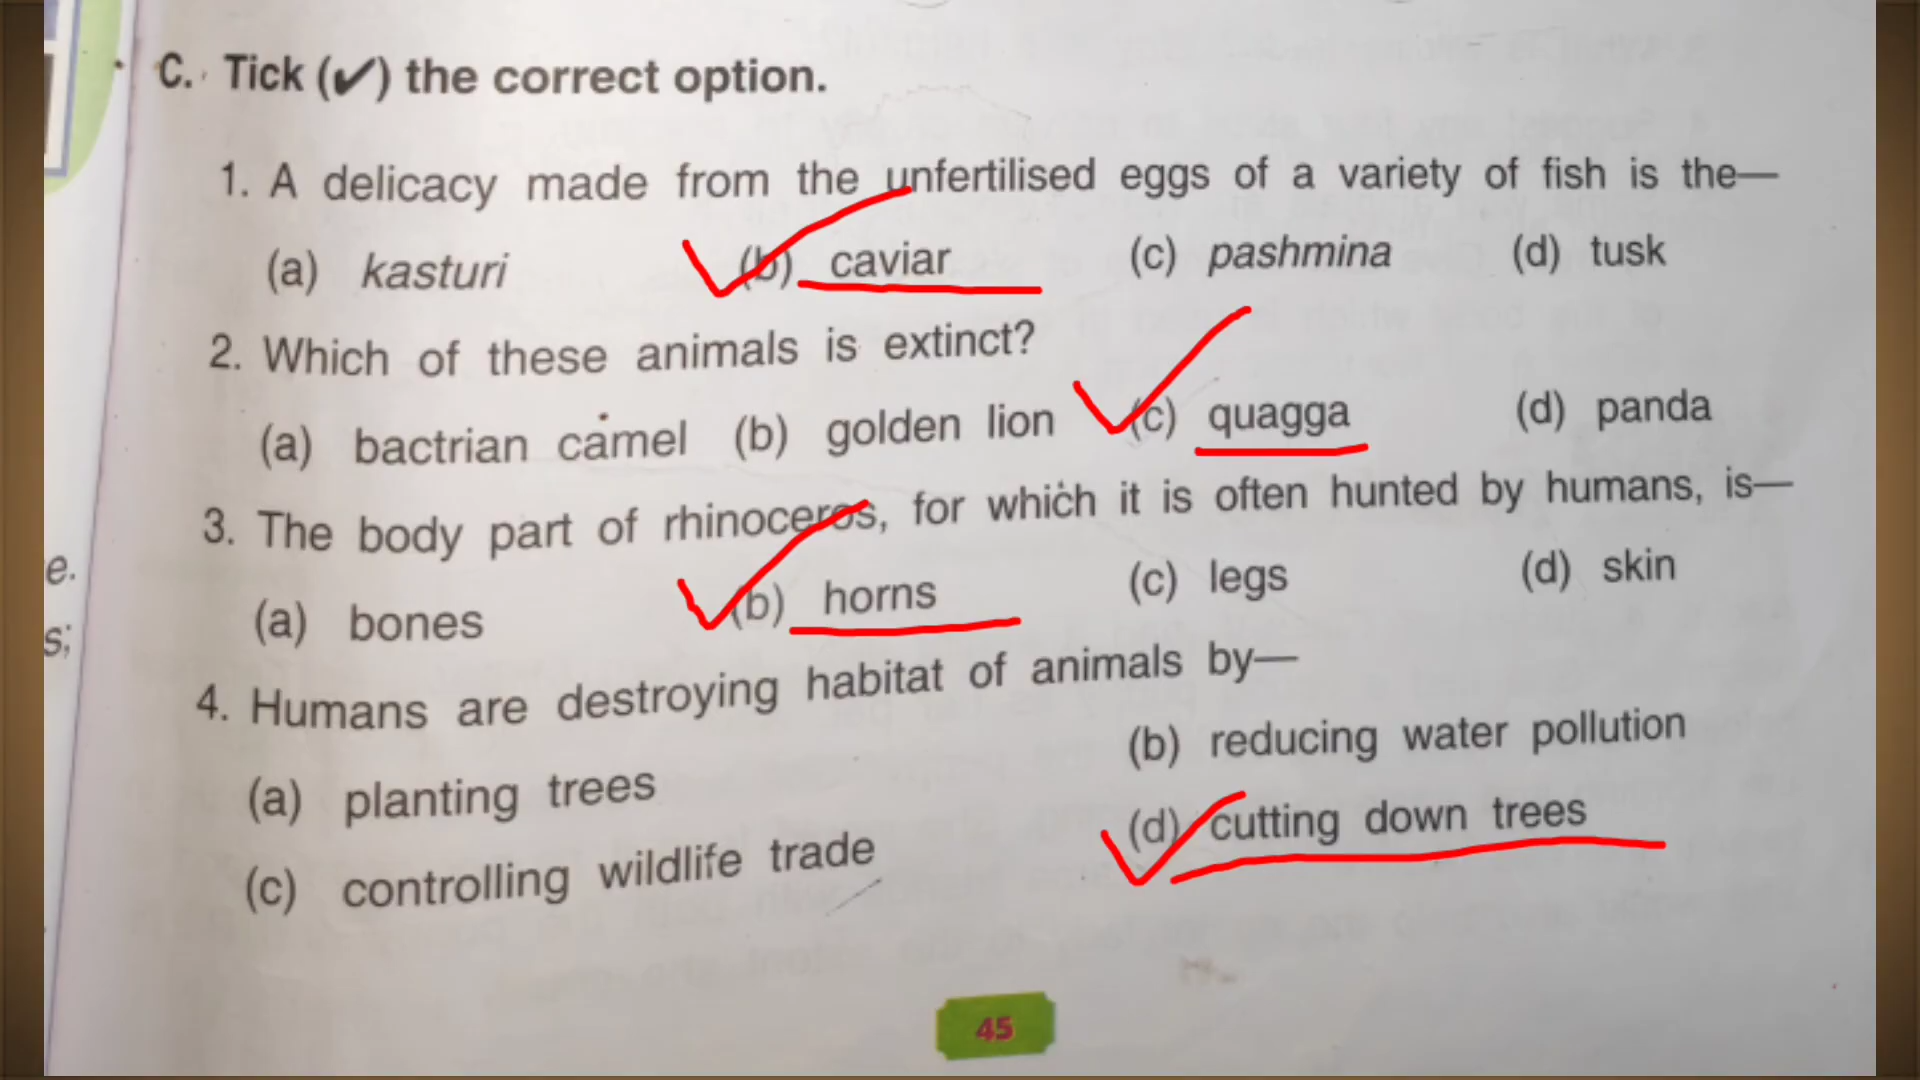 C. Tick (✔) the correct option.
1. A delicacy made from the unfertilised eggs of a variety of fish is the—
(a) kasturi (b) caviar (c) pashmina (d) tusk
2. Which of these animals is extinct?
(a) bactrian camel (b) golden lion (c) quagga (d) panda
3. The body part of rhinoceros, for which it is often hunted by humans, is—
(a) bones (b) horns (c) legs (d) skin
e.
s;
4. Humans are destroying habitat of animals by—
(a) planting trees (b) reducing water pollution
(c) controlling wildlife trade (d) cutting down trees
45